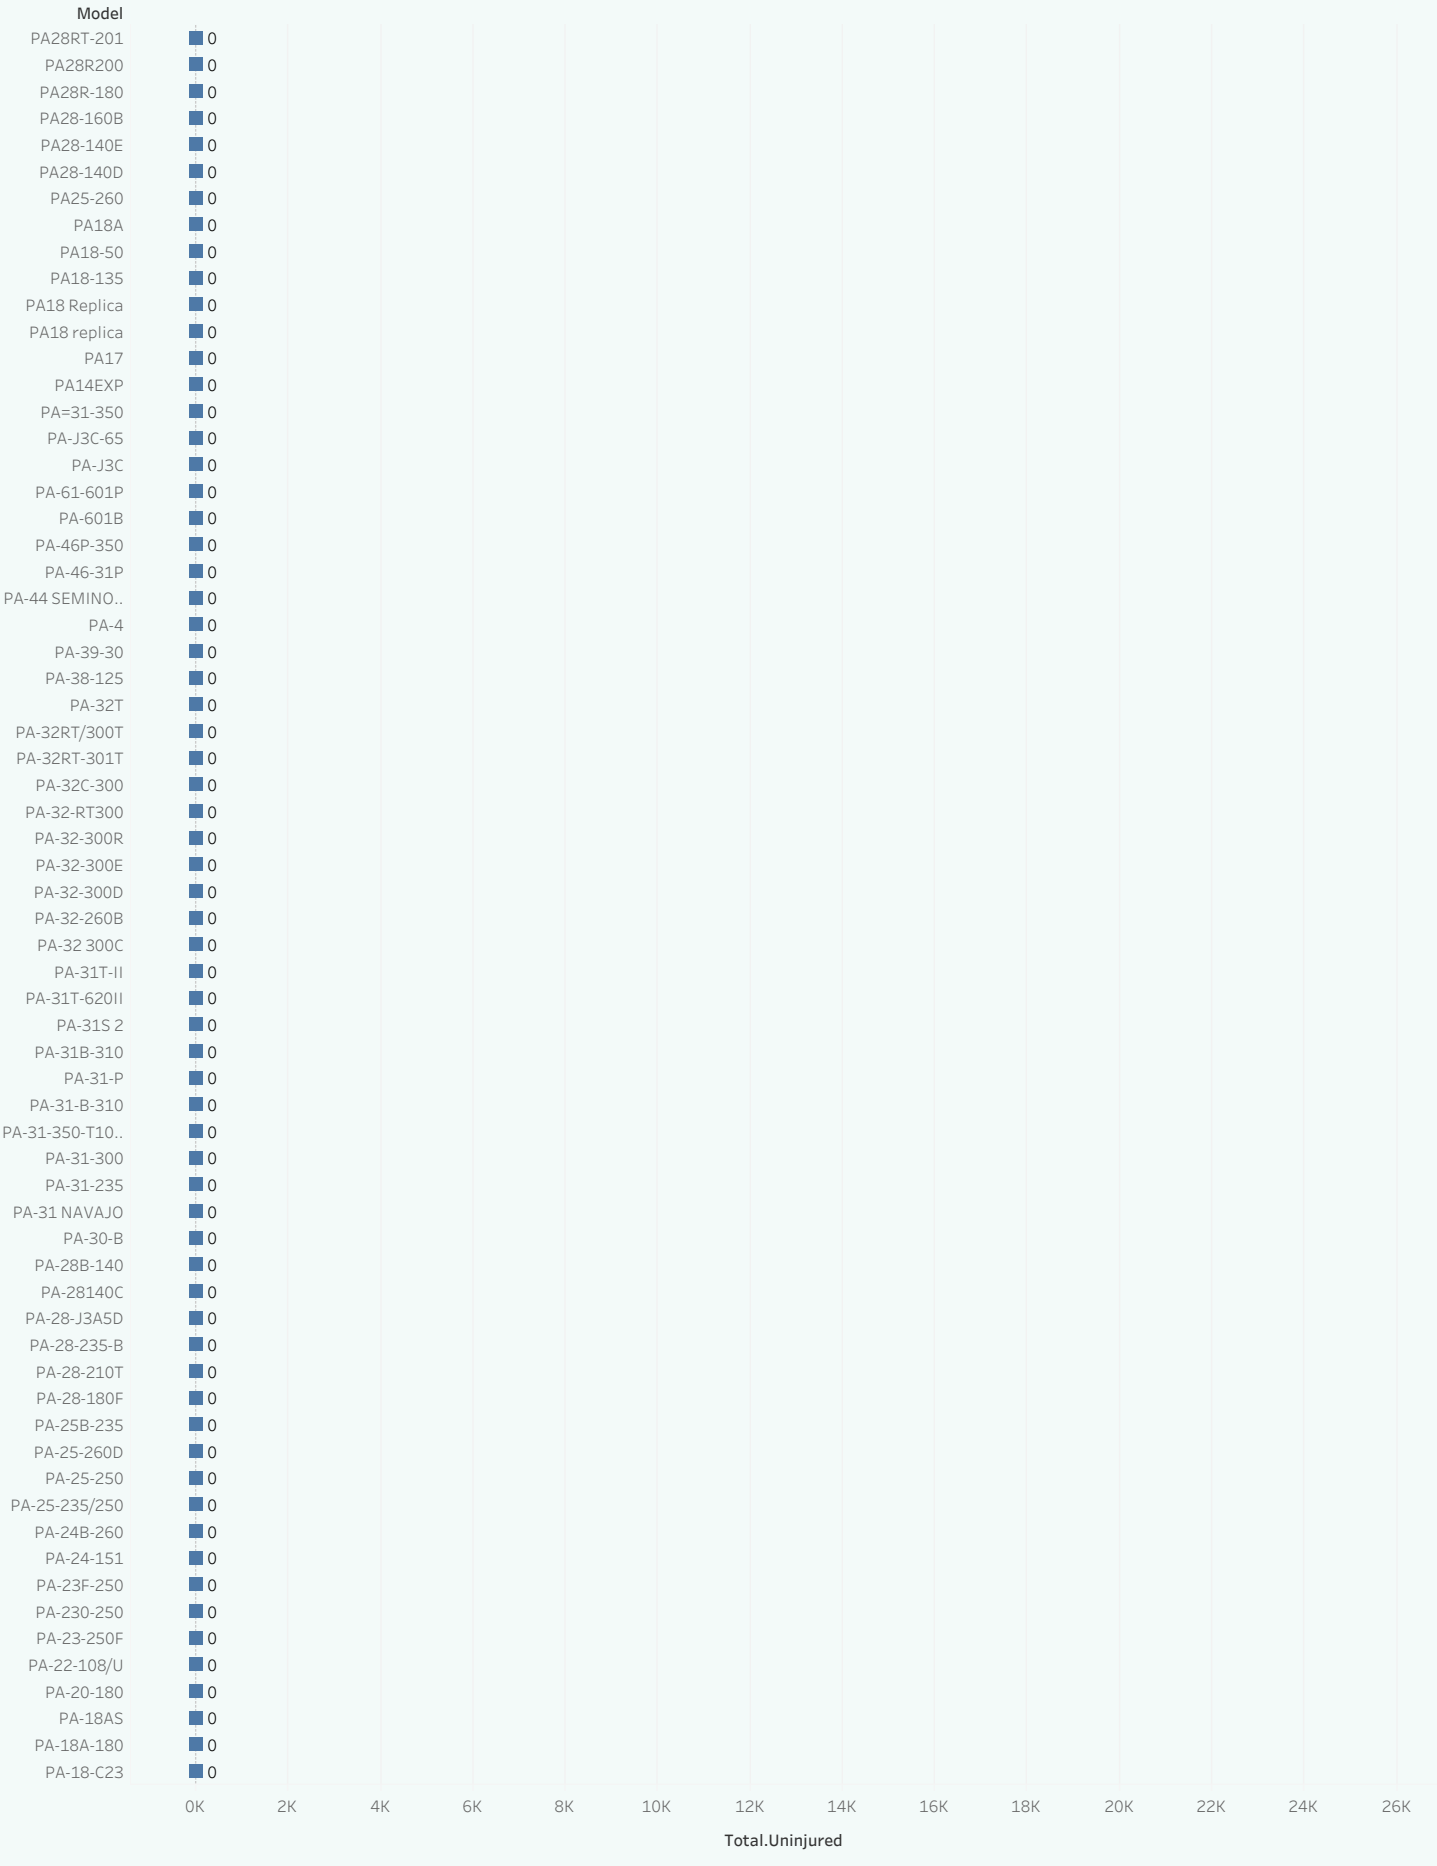 Model
PA28RT-201 0
PA28R200 0
PA28R-180 0
PA28-160B 0
PA28-140E 0
PA28-140D 0
PA25-260 0
PA18A 0
PA18-50 0
PA18-135 0
PA18 Replica 0
PA18 replica 0
PA17 0
PA14EXP 0
PA=31-350 0
PA-J3C-65 0
PA-J3C 0
PA-61-601P 0
PA-601B 0
PA-46P-350 0
PA-46-31P 0
PA-44 SEMINO.. 0
PA-4 0
PA-39-30 0
PA-38-125 0
PA-32T 0
PA-32RT/300T 0
PA-32RT-301T 0
PA-32C-300 0
PA-32-RT300 0
PA-32-300R 0
PA-32-300E 0
PA-32-300D 0
PA-32-260B 0
PA-32 300C 0
PA-31T-II 0
PA-31T-620II 0
PA-31S 2 0
PA-31B-310 0
PA-31-P 0
PA-31-B-310 0
PA-31-350-T10.. 0
PA-31-300 0
PA-31-235 0
PA-31 NAVAJO 0
PA-30-B 0
PA-28B-140 0
PA-28140C 0
PA-28-J3A5D 0
PA-28-235-B 0
PA-28-210T 0
PA-28-180F 0
PA-25B-235 0
PA-25-260D 0
PA-25-250 0
PA-25-235/250 0
PA-24B-260 0
PA-24-151 0
PA-23F-250 0
PA-230-250 0
PA-23-250F 0
PA-22-108/U 0
PA-20-180 0
PA-18AS 0
PA-18A-180 0
PA-18-C23 0
0K 2K 4K 6K 8K 10K 12K 14K 16K 18K 20K 22K 24K 26K
Total.Uninjured